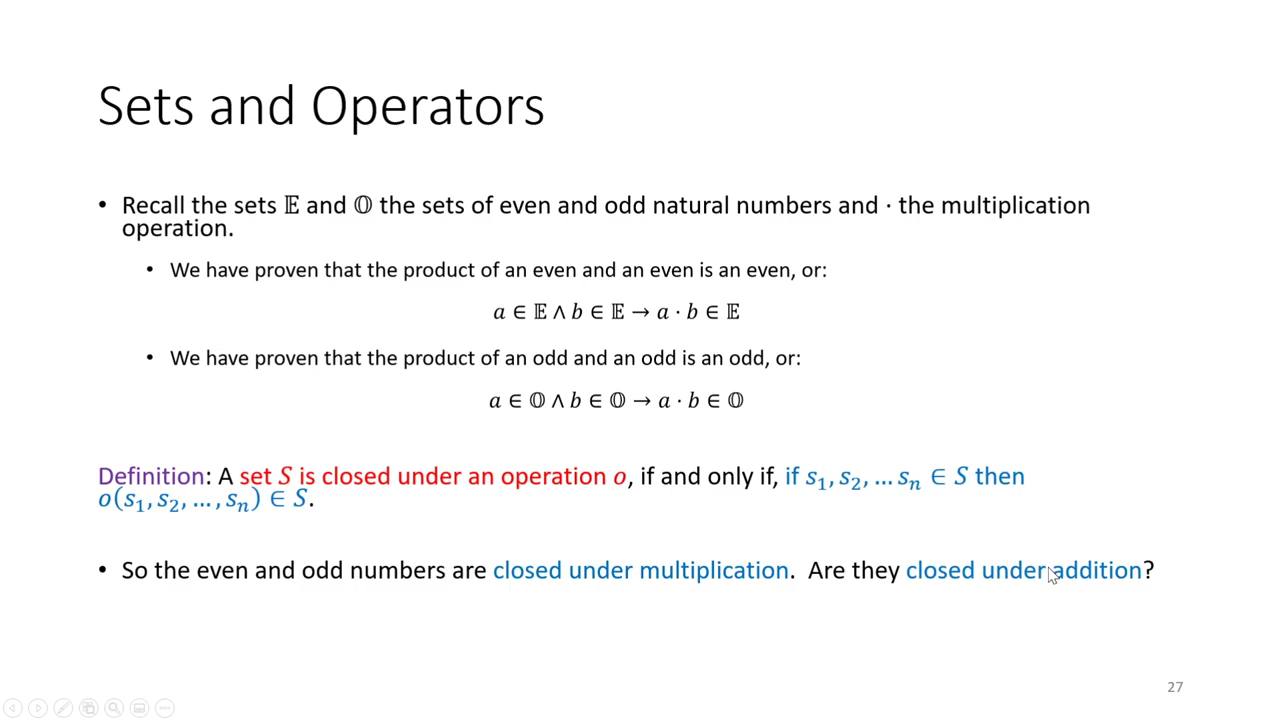 Sets and Operators
• Recall the sets 𝔼 and 𝕆 the sets of even and odd natural numbers and · the multiplication
operation.
• We have proven that the product of an even and an even is an even, or:
a ∈ 𝔼 ∧ b ∈ 𝔼 → a · b ∈ 𝔼
• We have proven that the product of an odd and an odd is an odd, or:
a ∈ 𝕆 ∧ b ∈ 𝕆 → a · b ∈ 𝕆
Definition: A set S is closed under an operation o, if and only if, if s₁, s₂, … sₙ ∈ S then
o(s₁, s₂, … , sₙ) ∈ S.
• So the even and odd numbers are closed under multiplication. Are they closed under addition?
27